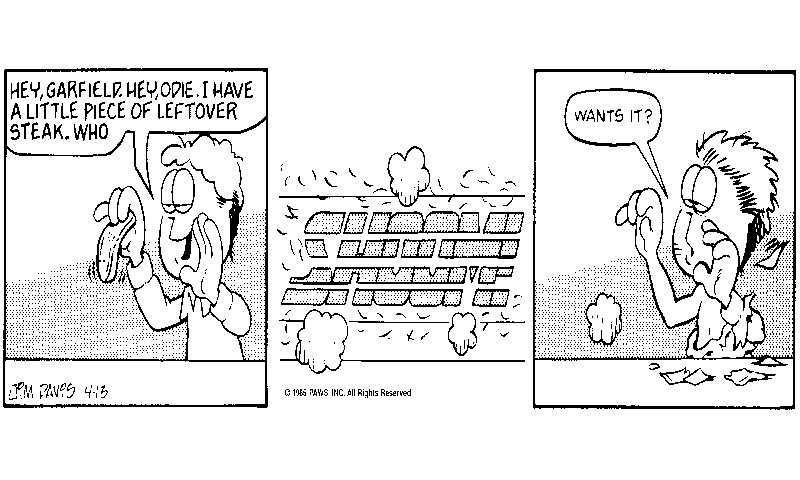 HEY, GARFIELD. HEY, ODIE. I HAVE
A LITTLE PIECE OF LEFTOVER
STEAK. WHO
WANTS IT?
JIM DAVIS 4-13
© 1986 PAWS, INC. All Rights Reserved